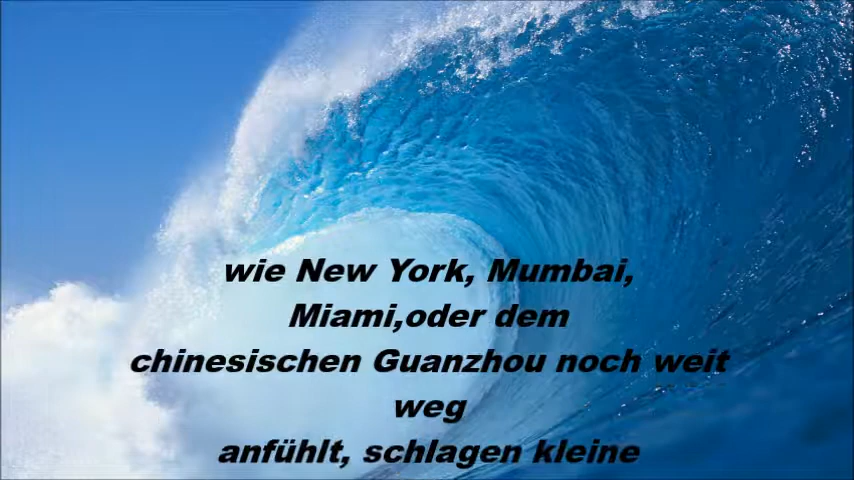 wie New York, Mumbai,
Miami,oder dem
chinesischen Guanzhou noch weit
weg
anfühlt, schlagen kleine